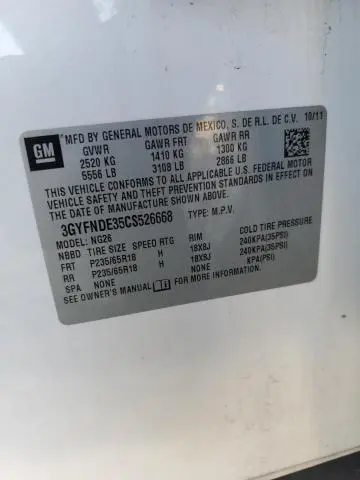 GM
MFD BY GENERAL MOTORS DE MEXICO, S. DE R.L. DE C.V. 10/11
GVWR GAWR FRT GAWR RR
2520 KG 1410 KG 1300 KG
5556 LB 3108 LB 2866 LB
THIS VEHICLE CONFORMS TO ALL APPLICABLE U.S. FEDERAL MOTOR
VEHICLE SAFETY AND THEFT PREVENTION STANDARDS IN EFFECT ON THE
DATE OF MANUFACTURE SHOWN ABOVE.
3GYFNDE35CS526668 TYPE: M.P.V.
MODEL: NG26
NBBD TIRE SIZE SPEED RTG RIM COLD TIRE PRESSURE
FRT P235/65R18 H 18X8J 240KPA(35PSI)
RR P235/65R18 H 18X8J 240KPA(35PSI)
SPA NONE NONE KPA(PSI)
SEE OWNER'S MANUAL FOR MORE INFORMATION.